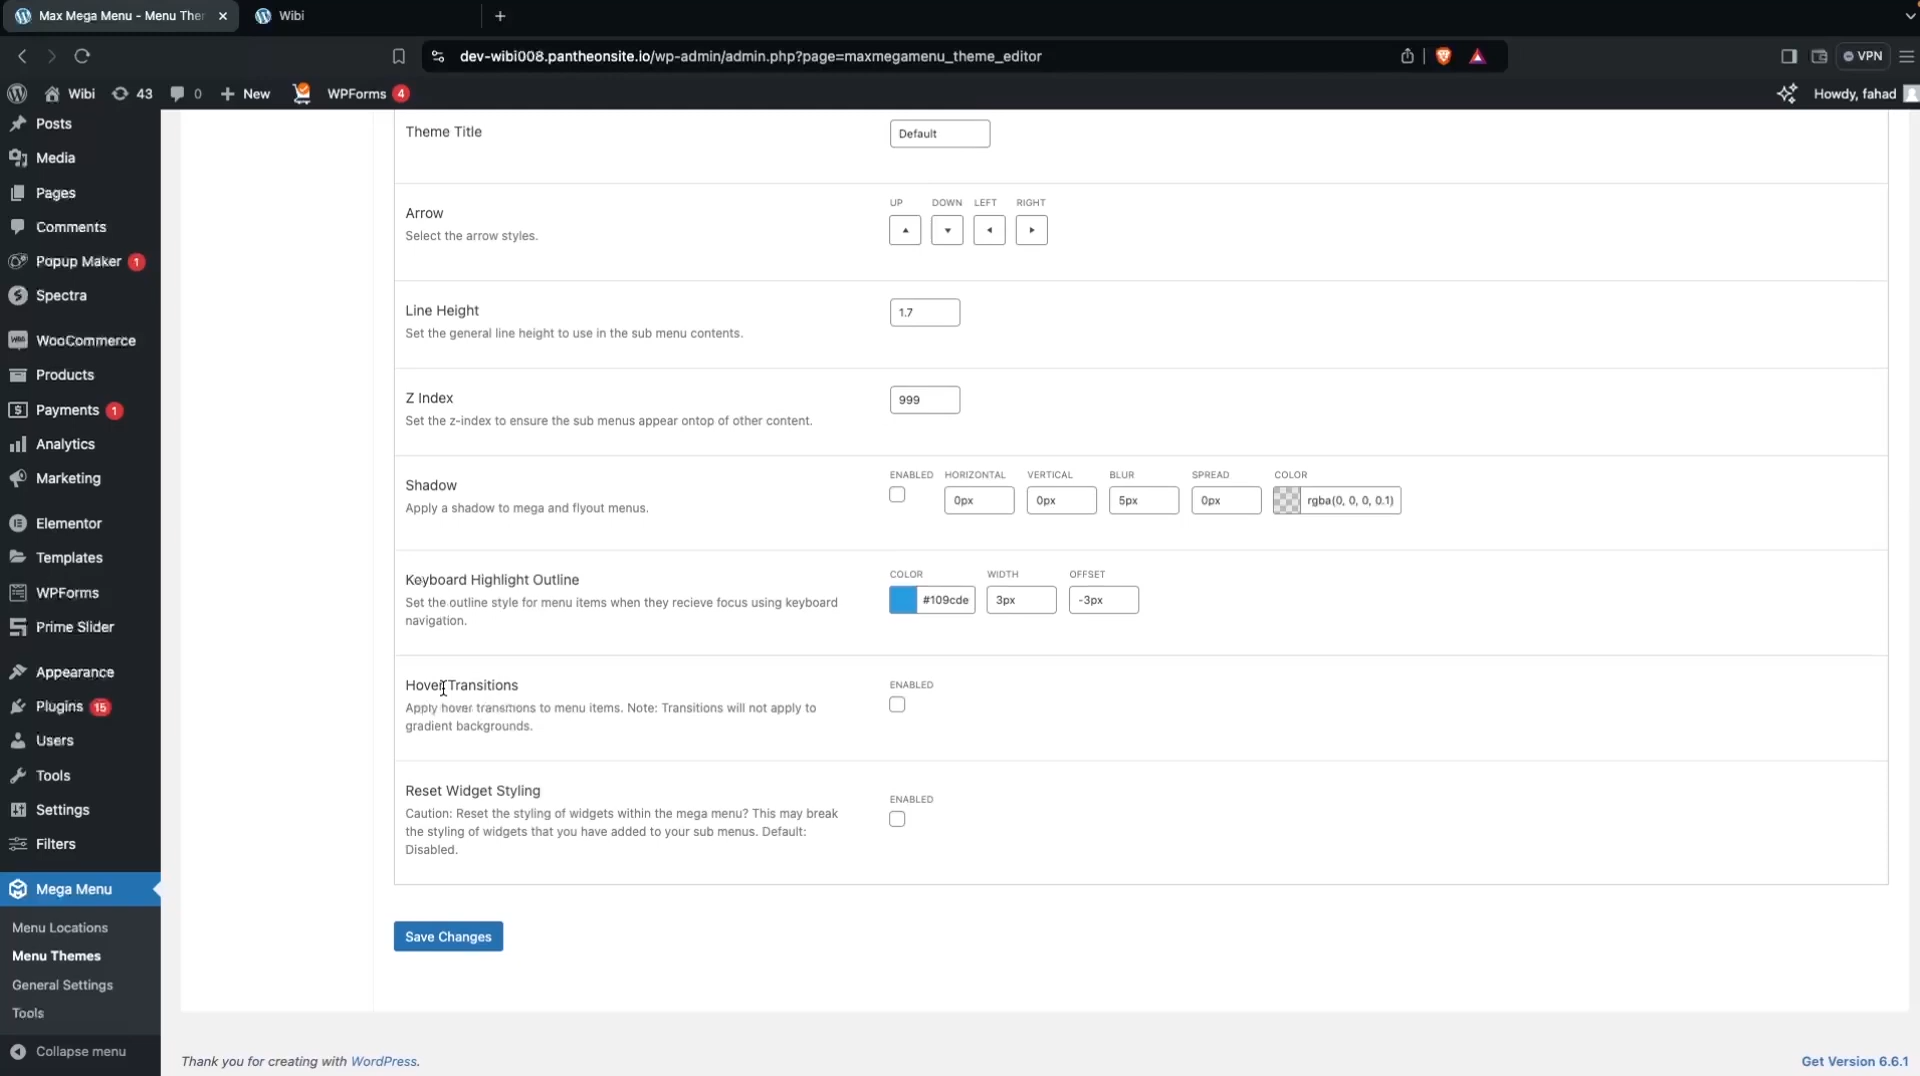 Max Mega Menu - Menu Ther
Wibi
dev-wibi008.pantheonsite.io/wp-admin/admin.php?page=maxmegamenu_theme_editor
VPN
Wibi
43
0
New
WPForms 4
Howdy, fahad
Posts
Media
Pages
Comments
Popup Maker 1
Spectra
WooCommerce
Products
Payments 1
Analytics
Marketing
Elementor
Templates
WPForms
Prime Slider
Appearance
Plugins 15
Users
Tools
Settings
Filters
Mega Menu
Menu Locations
Menu Themes
General Settings
Tools
Collapse menu
Theme Title
Default
Arrow
Select the arrow styles.
UP DOWN LEFT RIGHT
Line Height
Set the general line height to use in the sub menu contents.
1.7
Z Index
Set the z-index to ensure the sub menus appear ontop of other content.
999
Shadow
Apply a shadow to mega and flyout menus.
ENABLED HORIZONTAL VERTICAL BLUR SPREAD COLOR
0px 0px 5px 0px rgba(0, 0, 0, 0.1)
Keyboard Highlight Outline
Set the outline style for menu items when they recieve focus using keyboard
navigation.
COLOR WIDTH OFFSET
#109cde 3px -3px
Hover Transitions
Apply hover transitions to menu items. Note: Transitions will not apply to
gradient backgrounds.
ENABLED
Reset Widget Styling
Caution: Reset the styling of widgets within the mega menu? This may break
the styling of widgets that you have added to your sub menus. Default:
Disabled.
ENABLED
Save Changes
Thank you for creating with WordPress.
Get Version 6.6.1